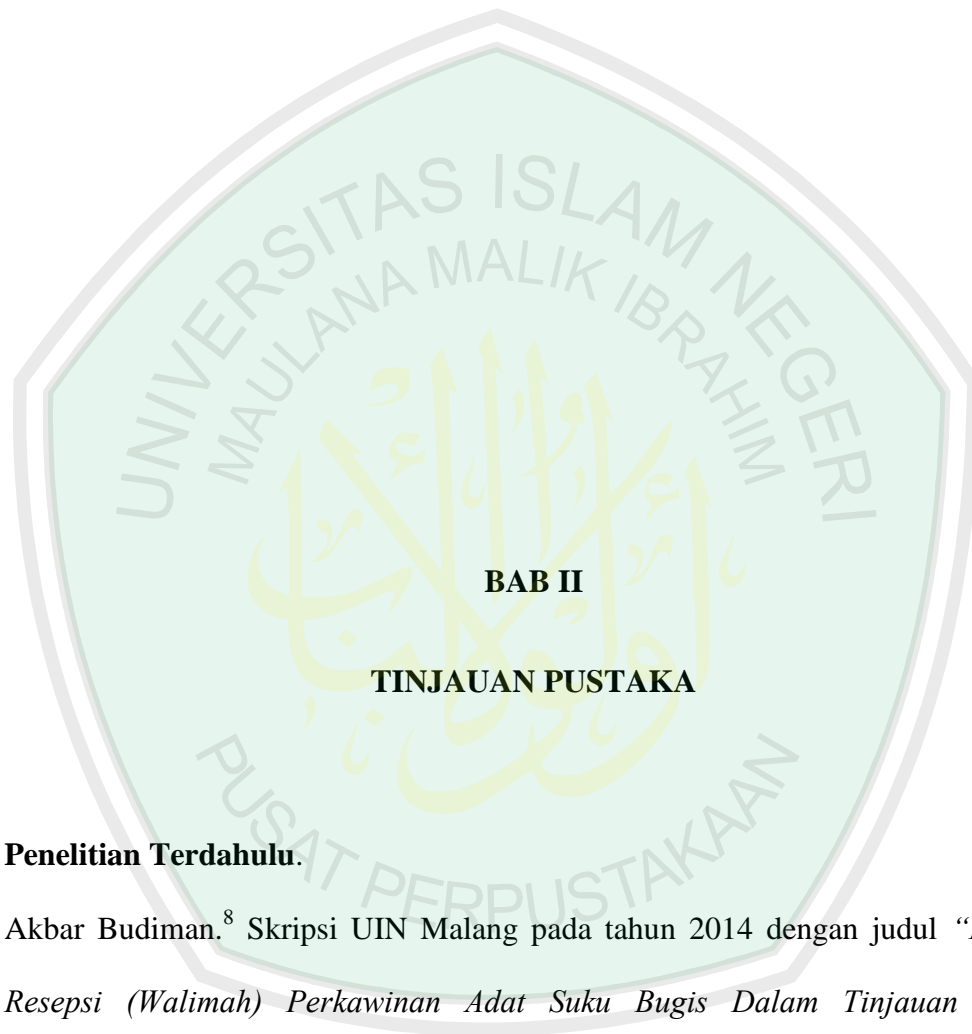 UNIVERSITAS ISLAM NEGERI
MAULANA MALIK IBRAHIM
BAB II
TINJAUAN PUSTAKA
PUSAT PERPUSTAKAAN
Penelitian Terdahulu.
Akbar Budiman.⁸ Skripsi UIN Malang pada tahun 2014 dengan judul “
Resepsi (Walimah) Perkawinan Adat Suku Bugis Dalam Tinjauan